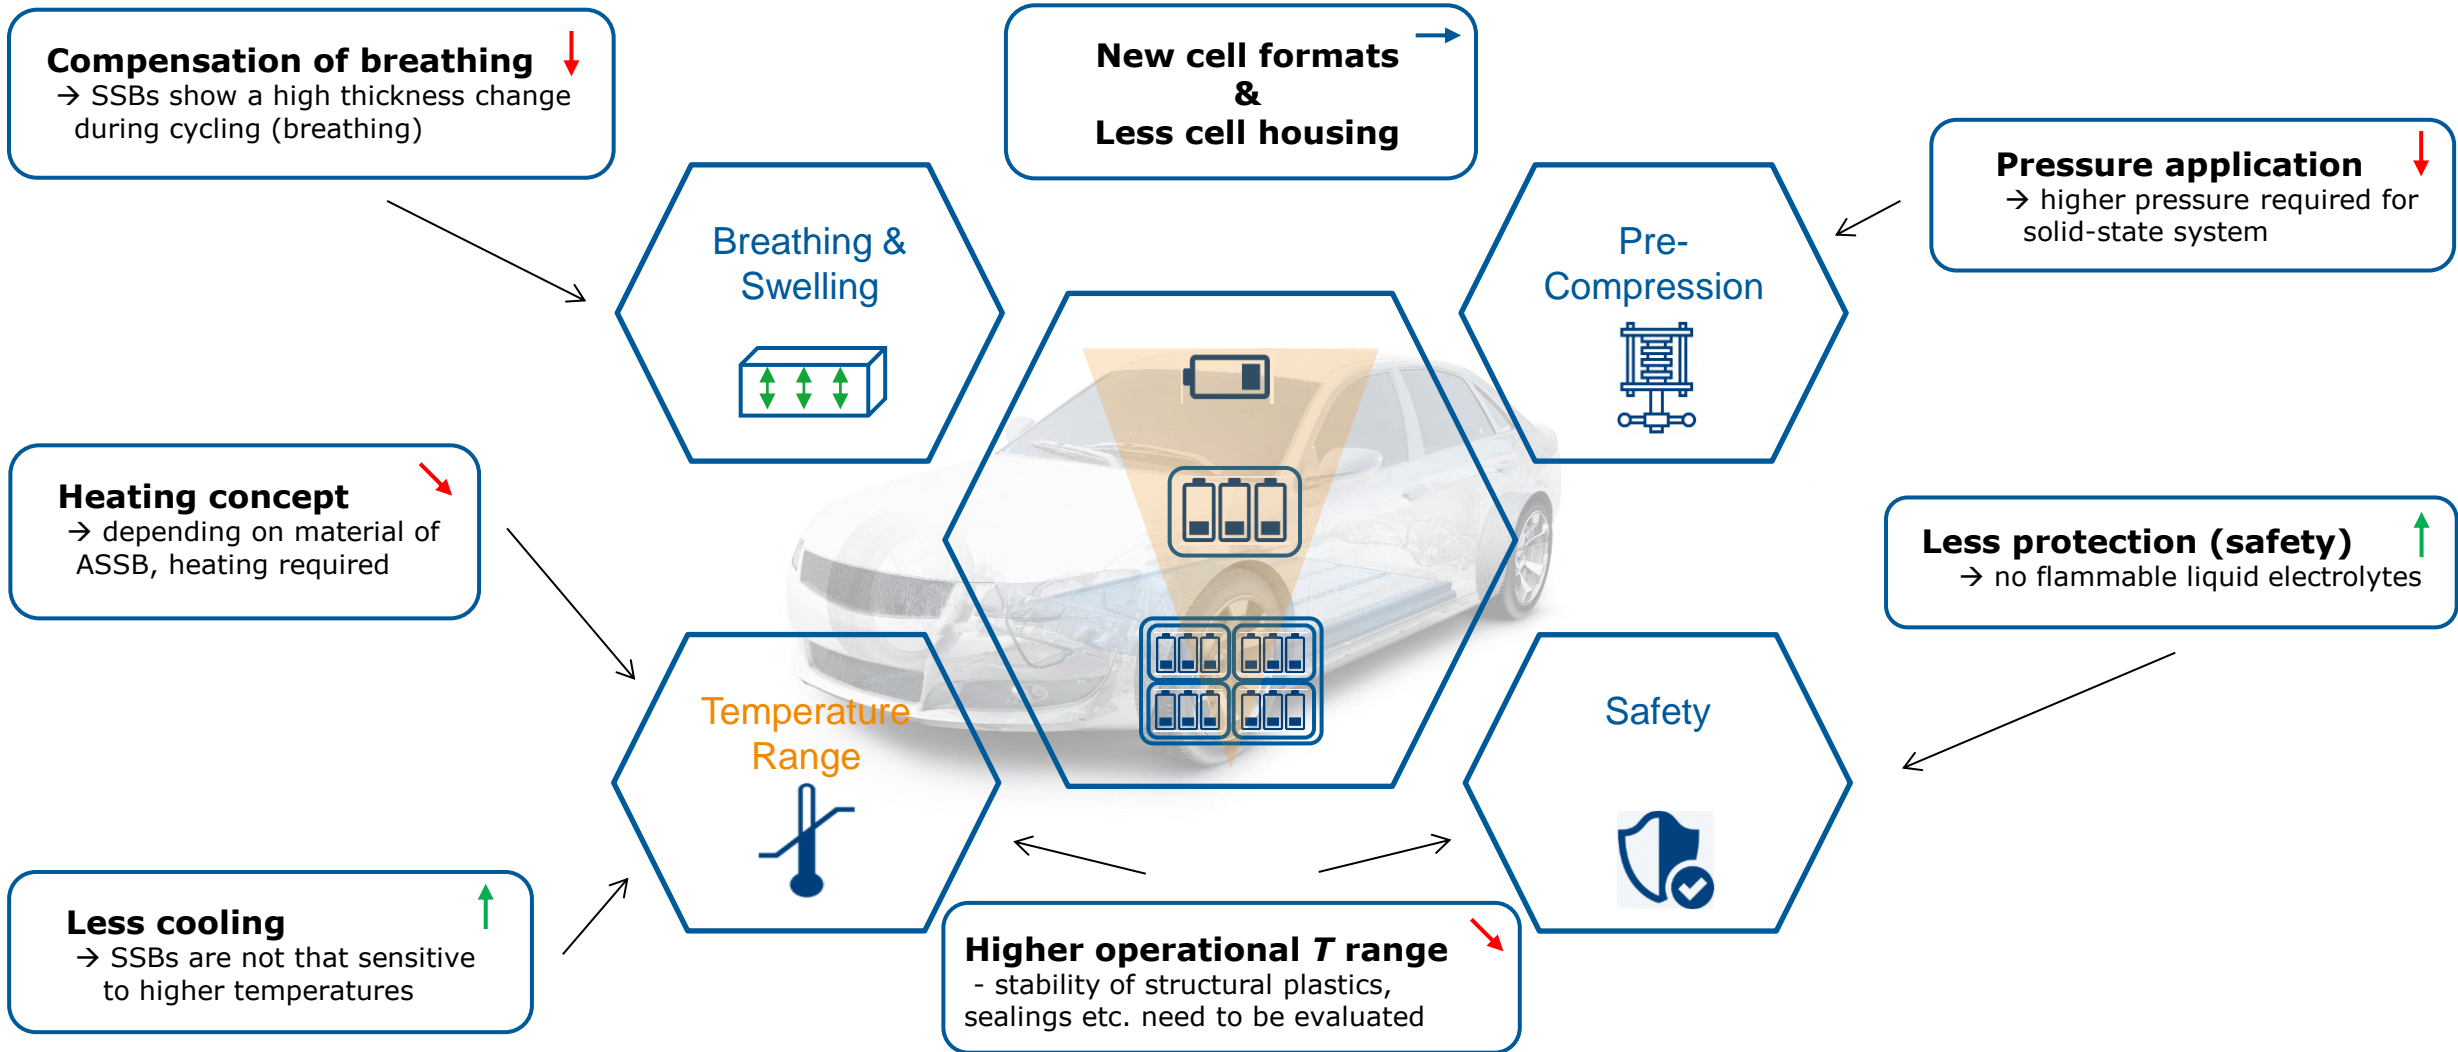 Compensation of breathing
→ SSBs show a high thickness change
during cycling (breathing)
New cell formats
&
Less cell housing
Pressure application
→ higher pressure required for
solid-state system
Breathing &
Swelling
Pre-
Compression
Heating concept
→ depending on material of
ASSB, heating required
Less protection (safety)
→ no flammable liquid electrolytes
Temperature
Range
Safety
Less cooling
→ SSBs are not that sensitive
to higher temperatures
Higher operational T range
- stability of structural plastics,
sealings etc. need to be evaluated